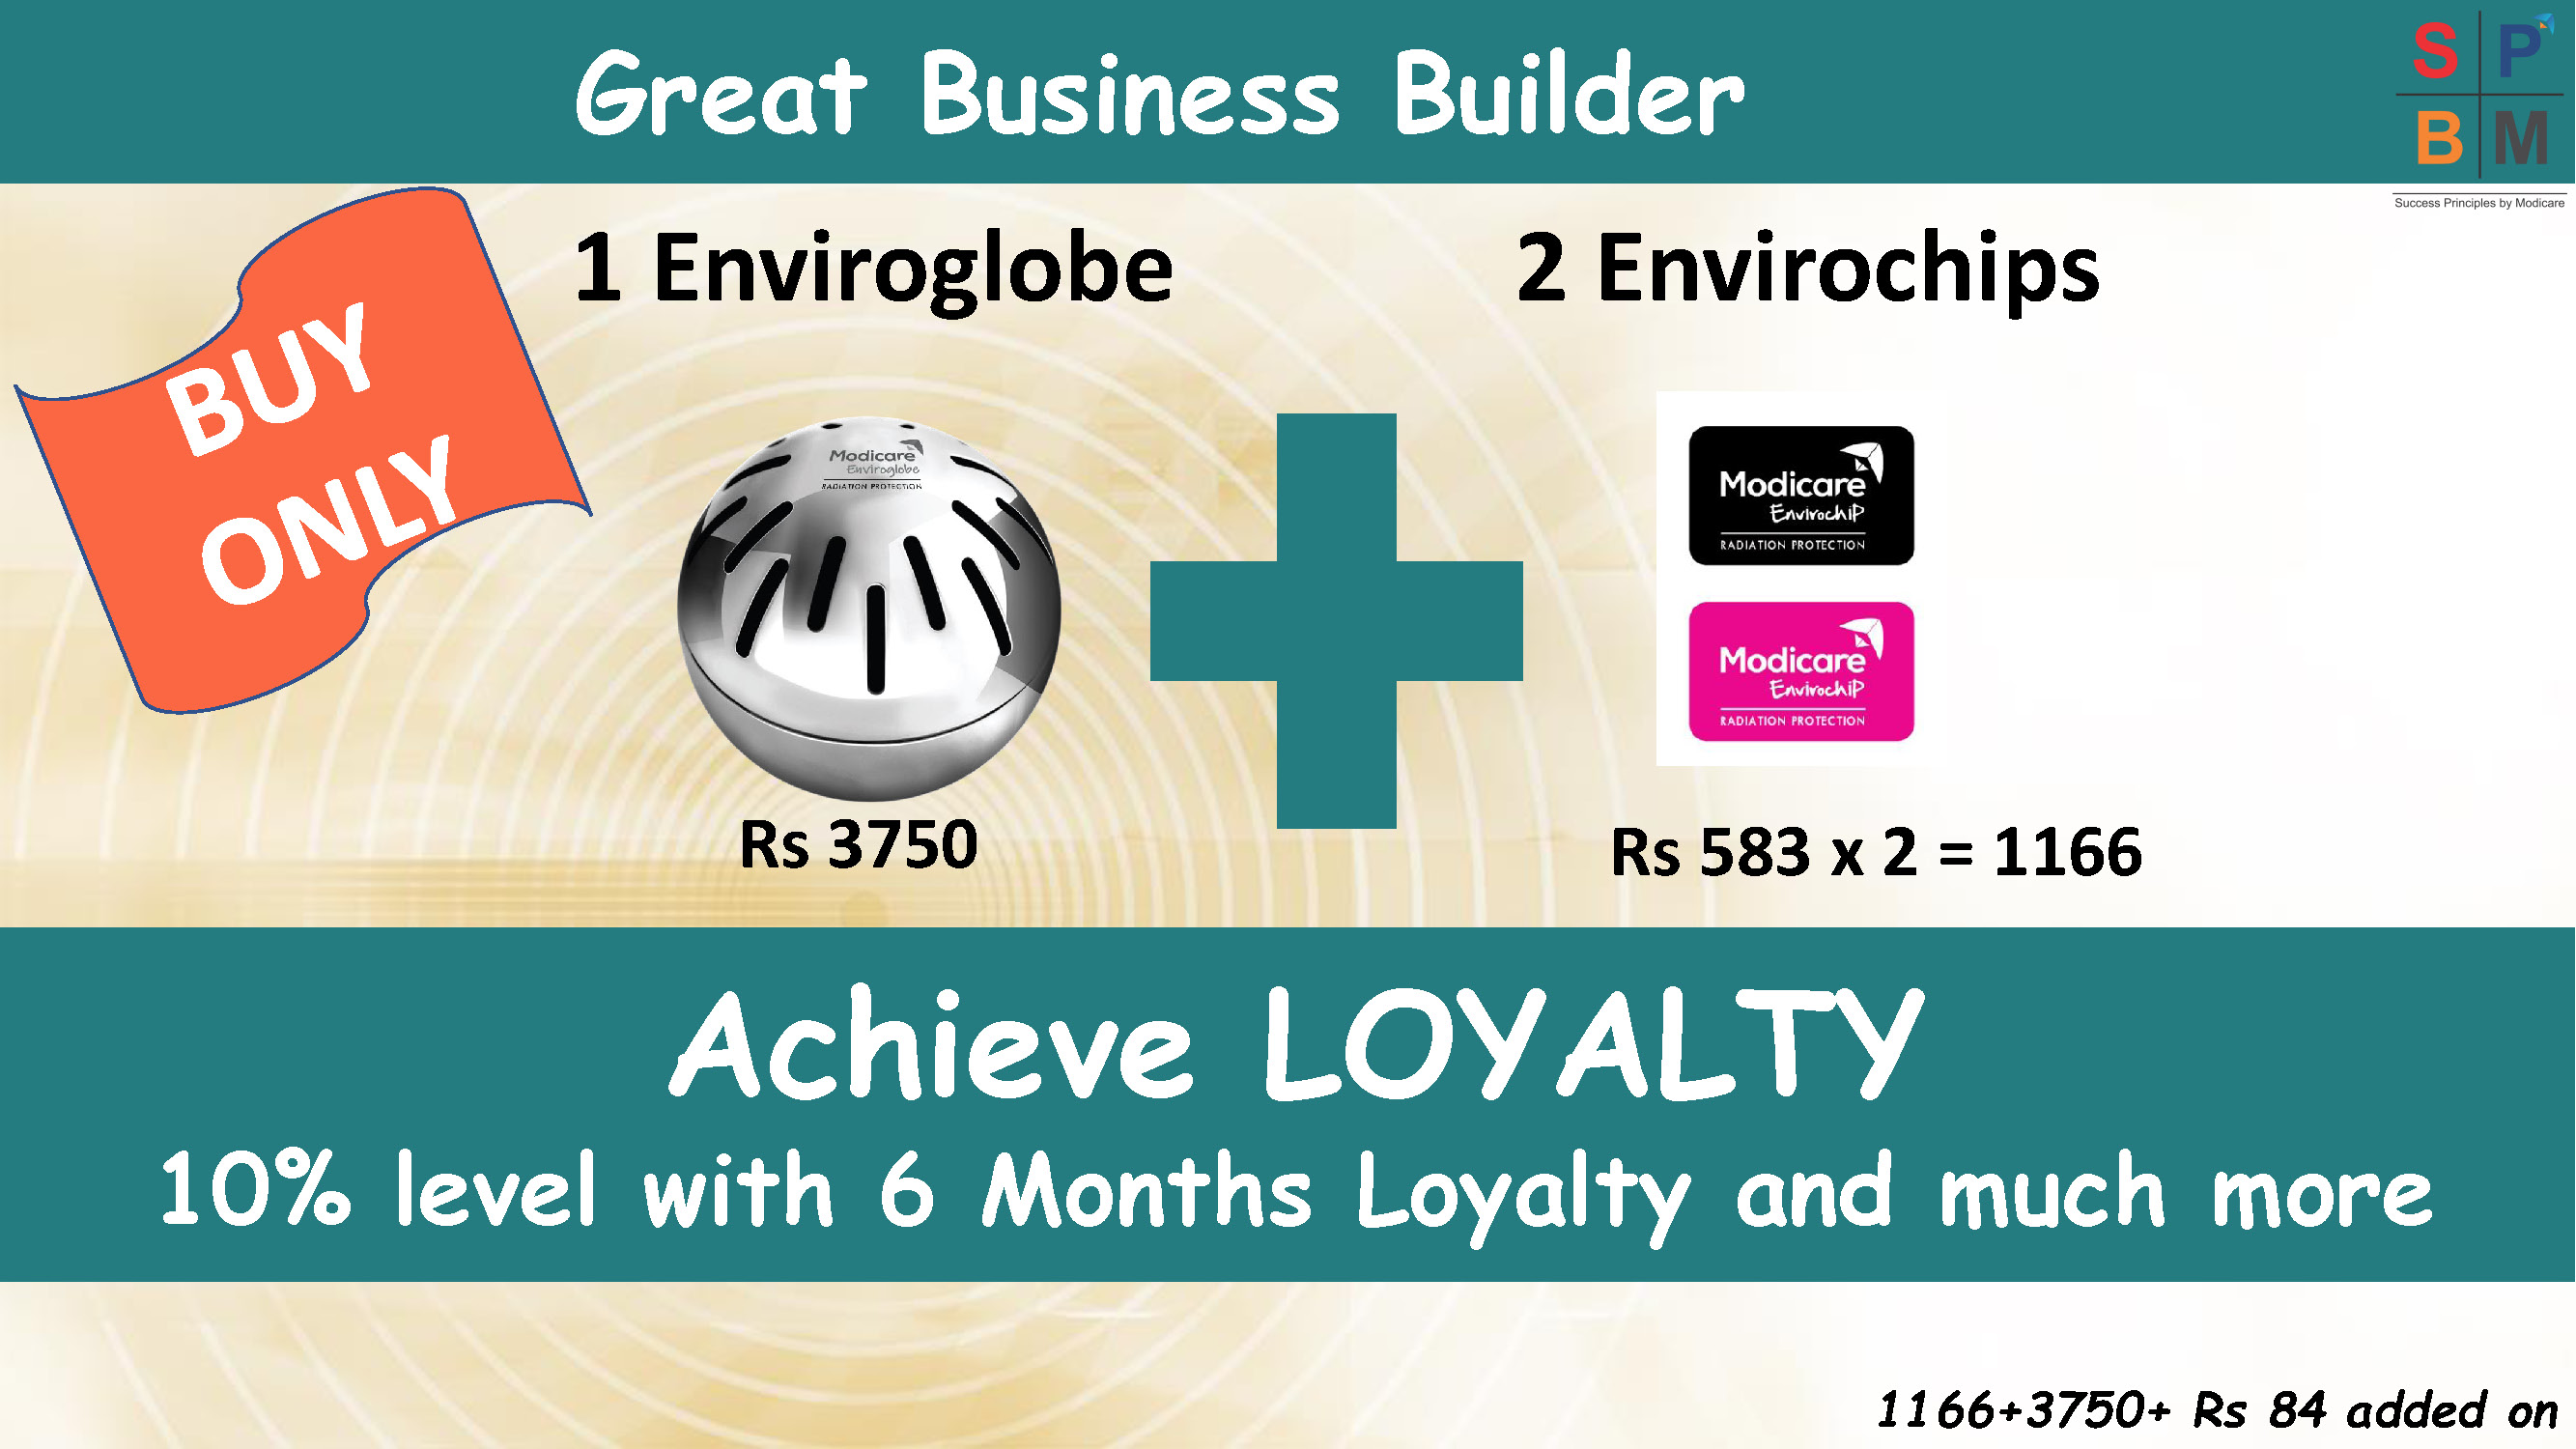 Great Business Builder
S P
B M
Success Principles by Modicare
BUY
ONLY
1 Enviroglobe
2 Envirochips
Modicare
Enviroglobe
RADIATION PROTECTION
Modicare
EnvirochiP
RADIATION PROTECTION
Modicare
EnvirochiP
RADIATION PROTECTION
Rs 3750
Rs 583 x 2 = 1166
Achieve LOYALTY
10% level with 6 Months Loyalty and much more
1166+3750+ Rs 84 added on